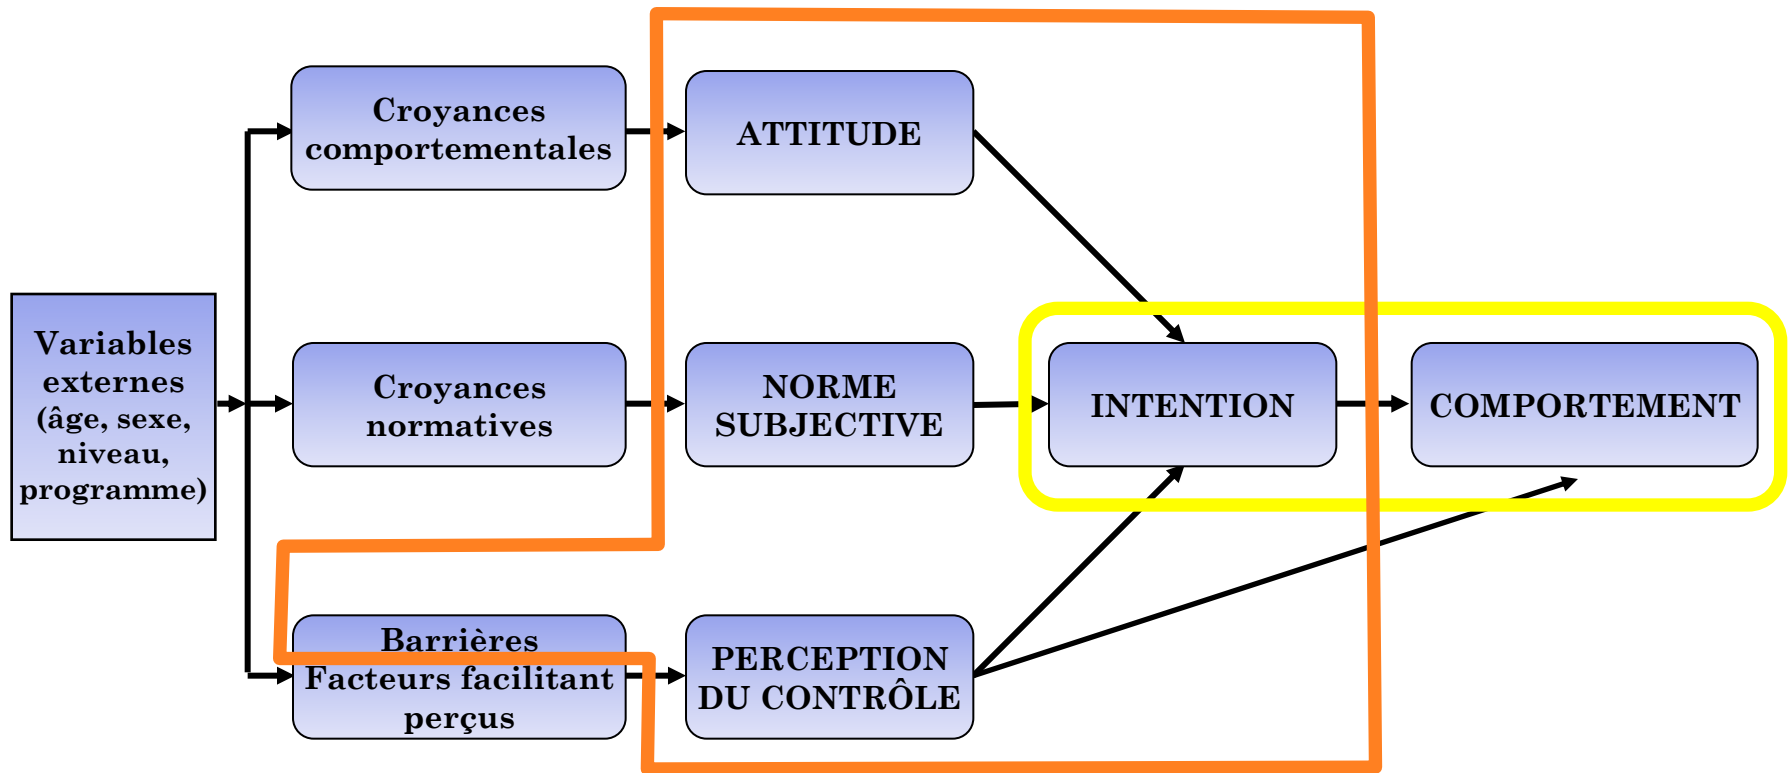 Variables
externes
(âge, sexe,
niveau,
programme)
Croyances
comportementales
Croyances
normatives
Barrières
Facteurs facilitant
perçus
ATTITUDE
NORME
SUBJECTIVE
PERCEPTION
DU CONTRÔLE
INTENTION
COMPORTEMENT